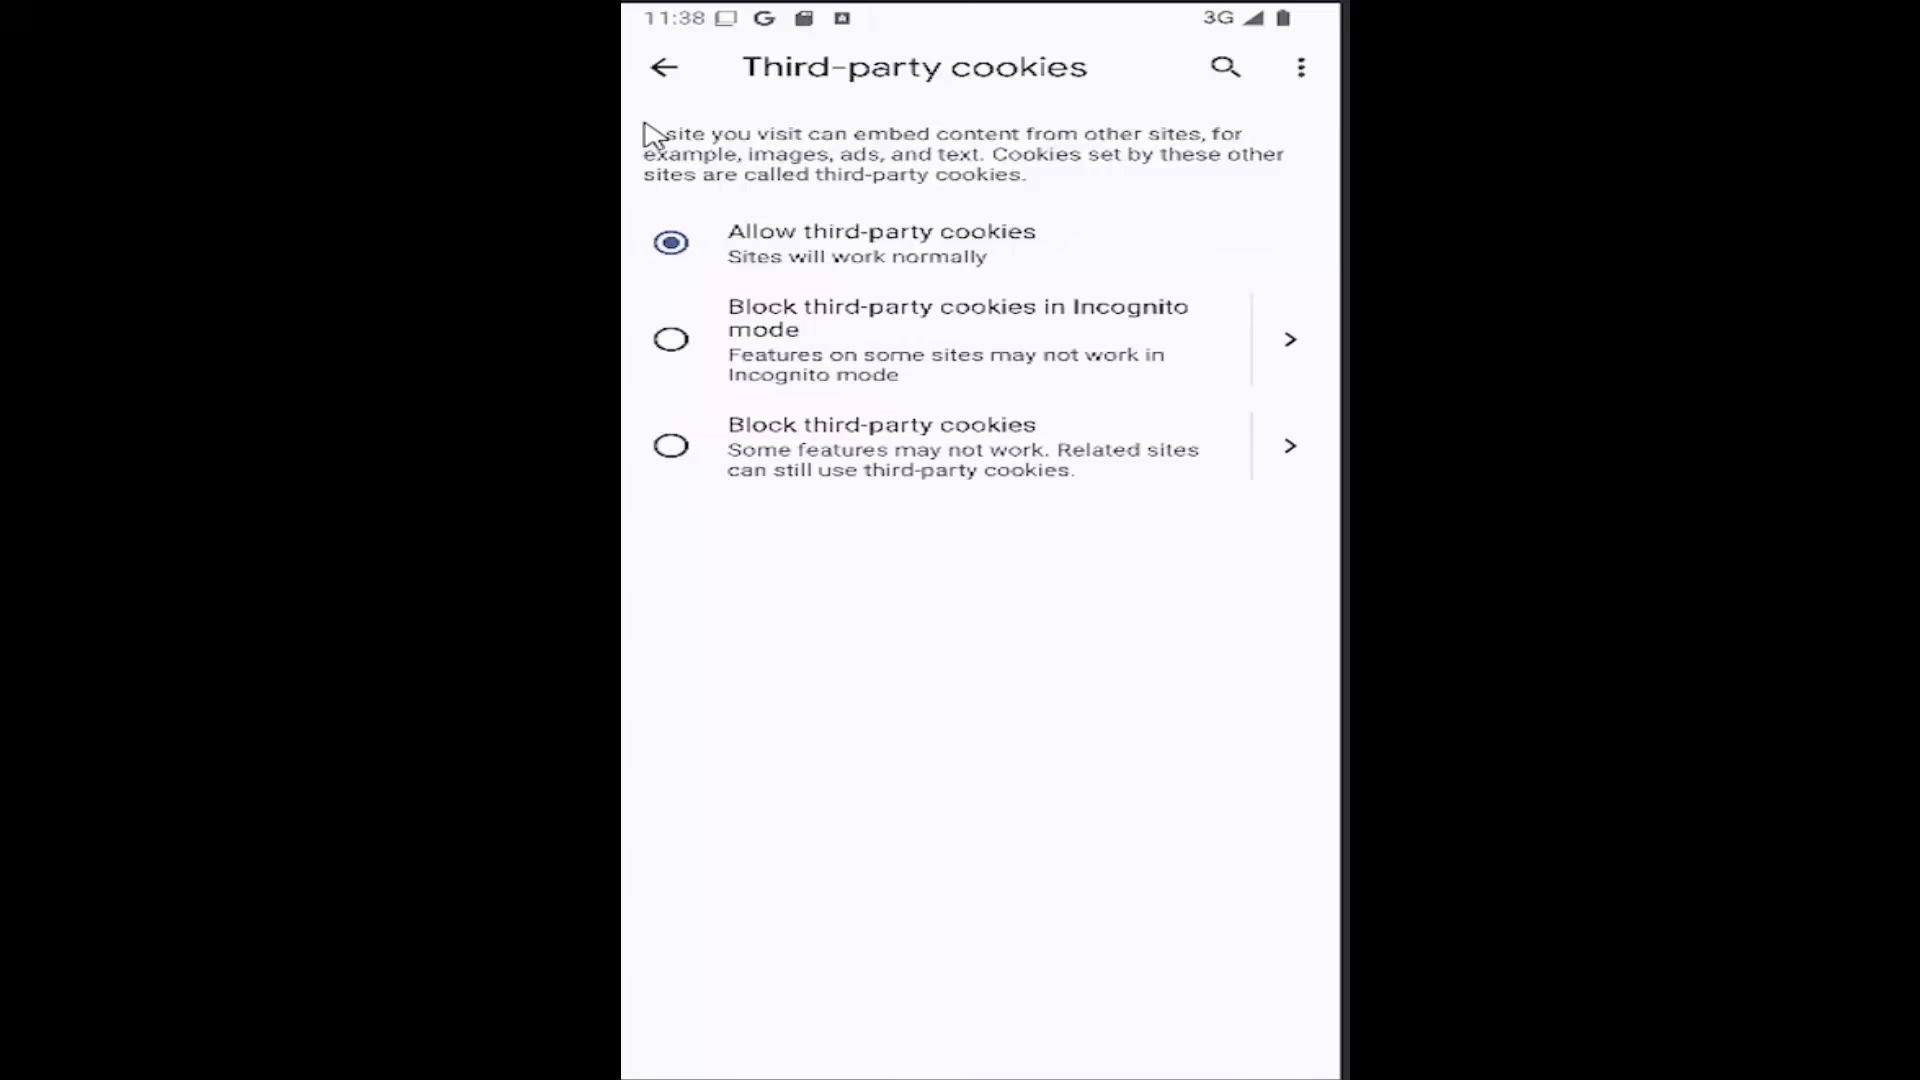 11:38 G 3G
Third-party cookies
site you visit can embed content from other sites, for
example, images, ads, and text. Cookies set by these other
sites are called third-party cookies.
Allow third-party cookies
Sites will work normally
Block third-party cookies in Incognito
mode
Features on some sites may not work in
Incognito mode
Block third-party cookies
Some features may not work. Related sites
can still use third-party cookies.